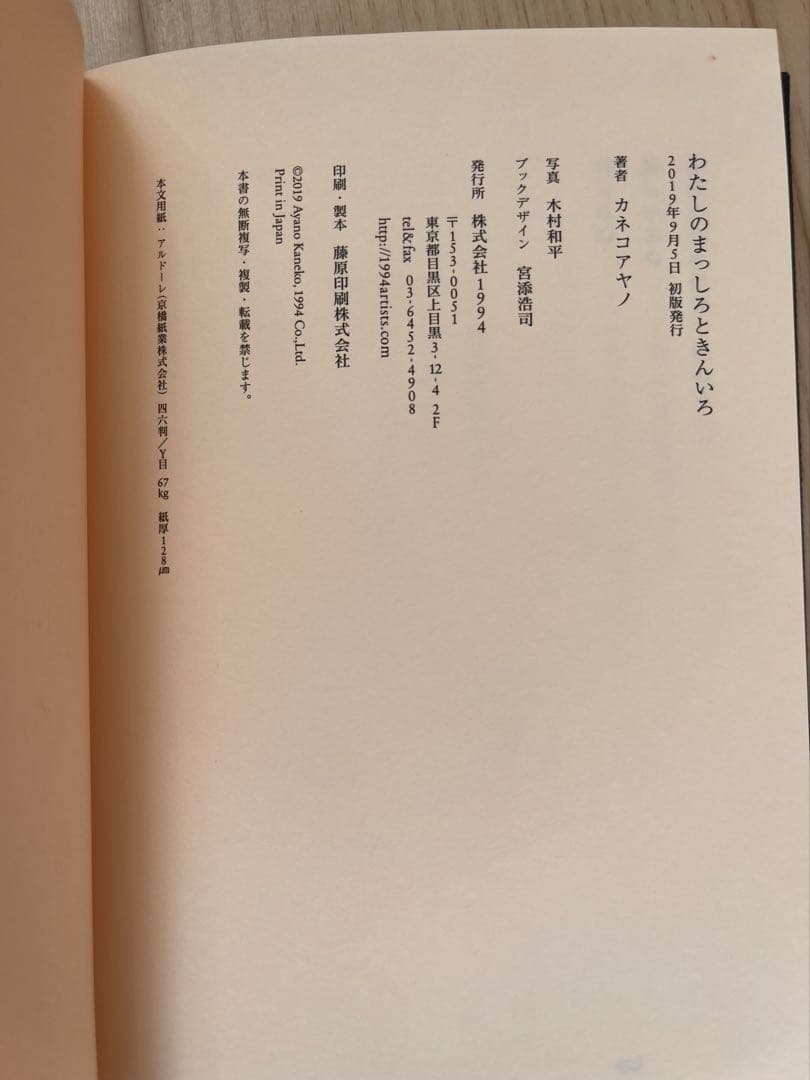 わたしのまっしろときんいろ
2019年9月5日 初版発行
著者 カネコアヤノ
写真 木村和平
ブックデザイン 宮添浩司
発行所 株式会社1994
〒153-0051
東京都目黒区上目黒3-12-4 2F
tel&fax 03-6452-4908
http://1994artists.com
印刷・製本 藤原印刷株式会社
©2019 Ayano Kaneko, 1994 Co.,Ltd.
Print in Japan
本書の無断複写・複製・転載を禁じます。
本文用紙：アルドーレ(京橋紙業株式会社) 四六判／Y目 67kg 紙厚128μm